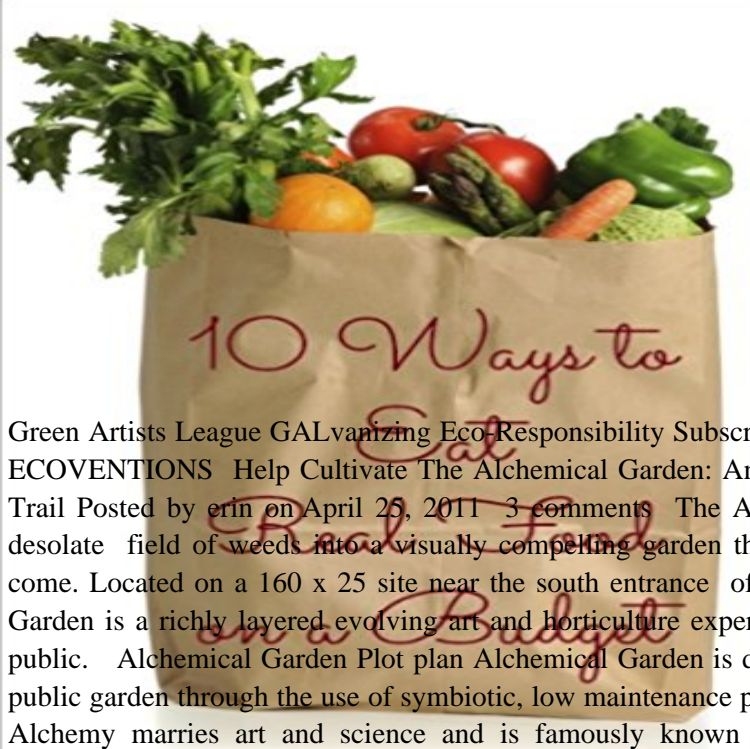 10 Ways to
Eat
Real Food
on a Budget
Green Artists League GALvanizing Eco-Responsibility Subscr
ECOVENTIONS Help Cultivate The Alchemical Garden: Ar
Trail Posted by erin on April 25, 2011 3 comments The A
desolate field of weeds into a visually compelling garden th
come. Located on a 160 x 25 site near the south entrance of
Garden is a richly layered evolving art and horticulture exper
public. Alchemical Garden Plot plan Alchemical Garden is d
public garden through the use of symbiotic, low maintenance p
Alchemy marries art and science and is famously known